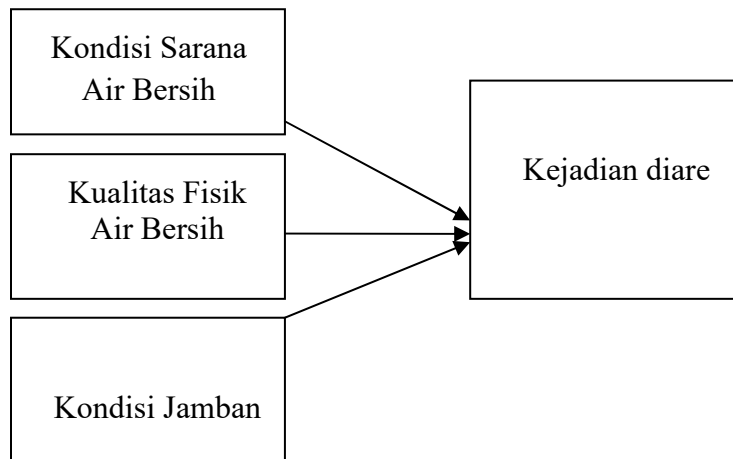 Kondisi Sarana
Air Bersih
Kualitas Fisik
Air Bersih
Kondisi Jamban
Kejadian diare